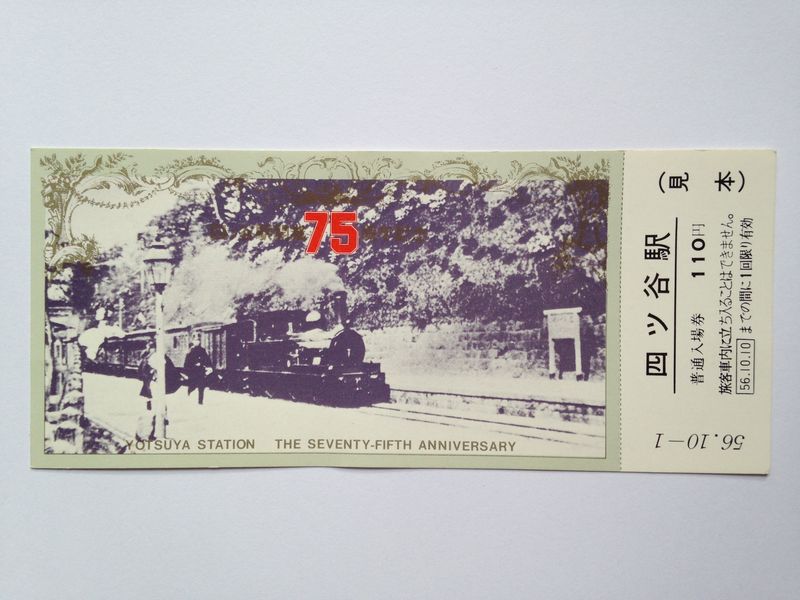 75
YOTSUYA STATION THE SEVENTY-FIFTH ANNIVERSARY
(見本)
四ツ谷駅
普通入場券 110円
旅客車内に立ち入ることはできません。
56.10.10 までの間に1回限り有効
56.10-1